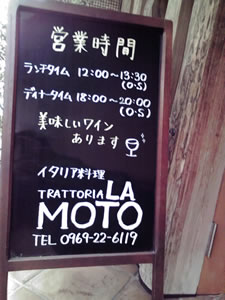 営業時間
ランチタイム 12:00~13:30
(O・S)
ディナータイム 18:00~20:00
(O・S)
美味しいワイン
あります
イタリア料理
TRATTORIA LA
MOTO
TEL 0969-22-6119